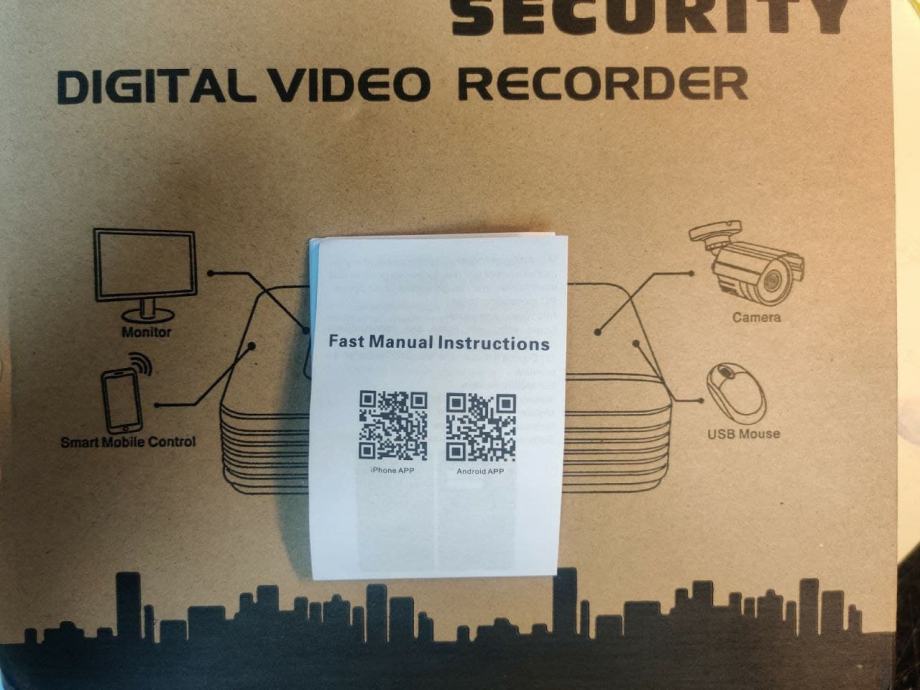 SECURITY
DIGITAL VIDEO RECORDER
Monitor
Camera
Fast Manual Instructions
Smart Mobile Control
USB Mouse
iPhone APP
Android APP